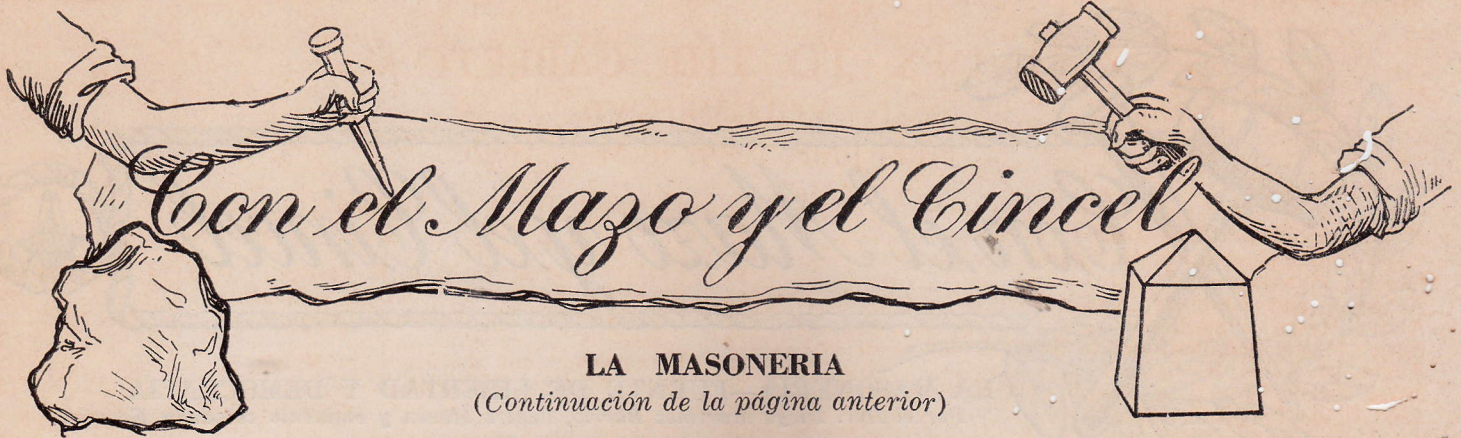 Con el Mazo y el Cincel
LA MASONERIA
(Continuación de la página anterior)